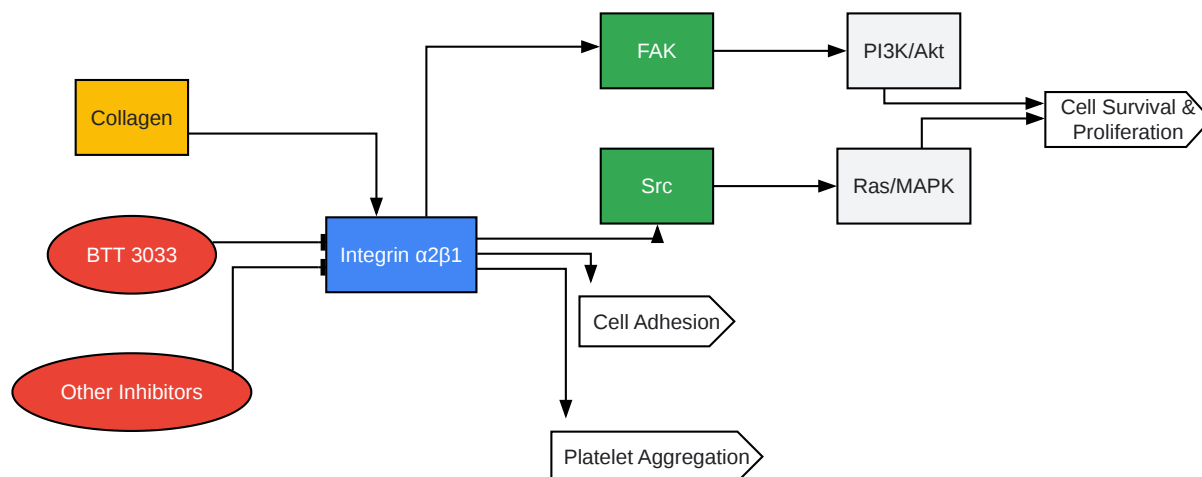 FAK
PI3K/Akt
Collagen
Cell Survival &
Proliferation
Src
Ras/MAPK
BTT 3033
Integrin α2β1
Cell Adhesion
Other Inhibitors
Platelet Aggregation